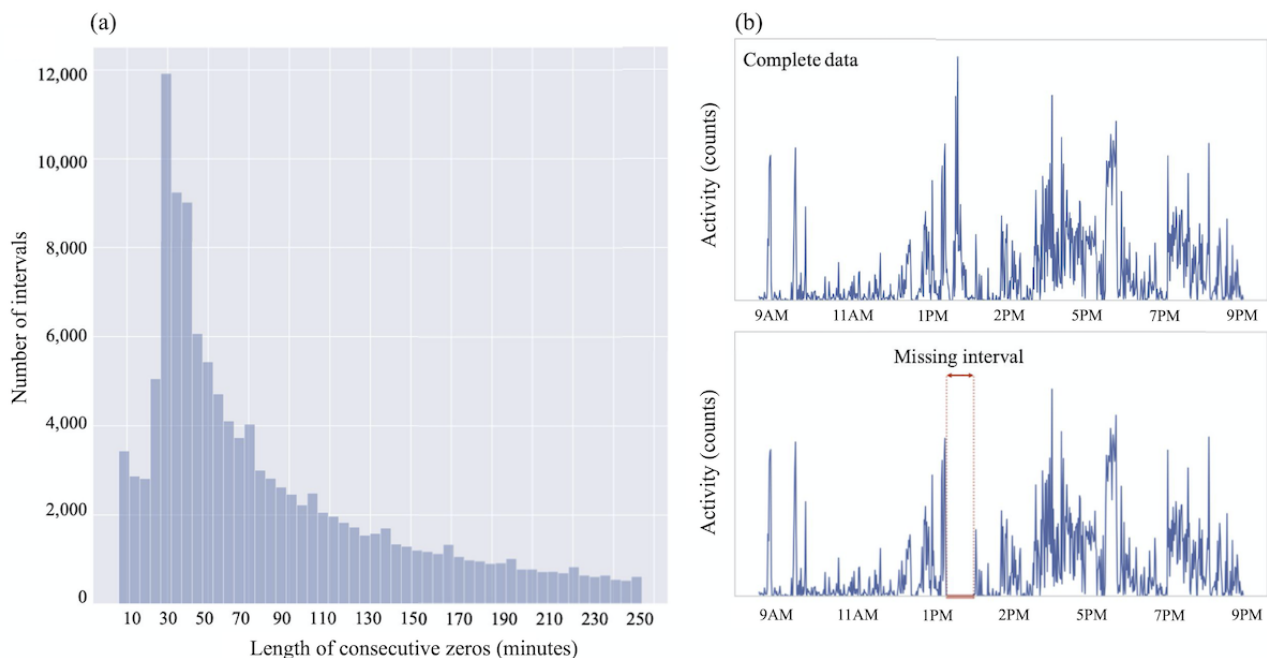 (a)
12,000
10,000
8,000
6,000
4,000
2,000
0
Number of intervals
10 30 50 70 90 110 130 150 170 190 210 230 250
Length of consecutive zeros (minutes)
(b)
Complete data
Activity (counts)
9AM 11AM 1PM 2PM 5PM 7PM 9PM
Missing interval
Activity (counts)
9AM 11AM 1PM 2PM 5PM 7PM 9PM